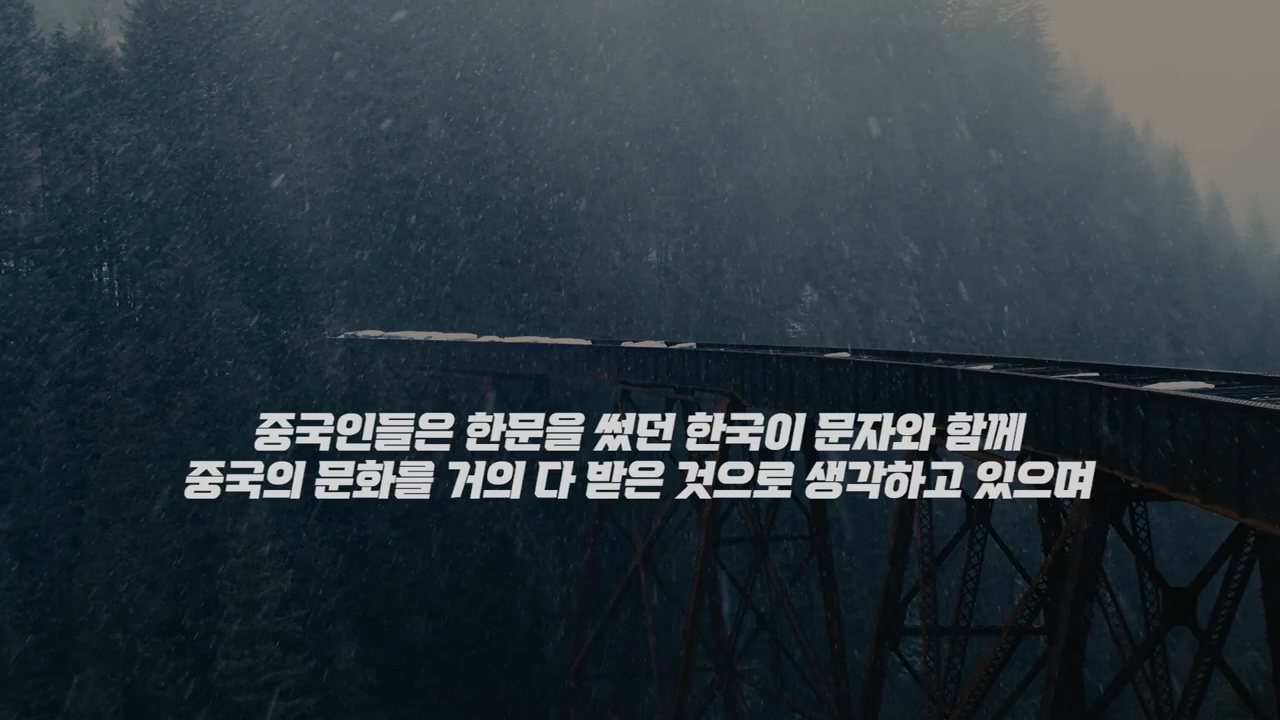 중국인들은 한문을 썼던 한국이 문자와 함께
중국의 문화를 거의 다 받은 것으로 생각하고 있으며